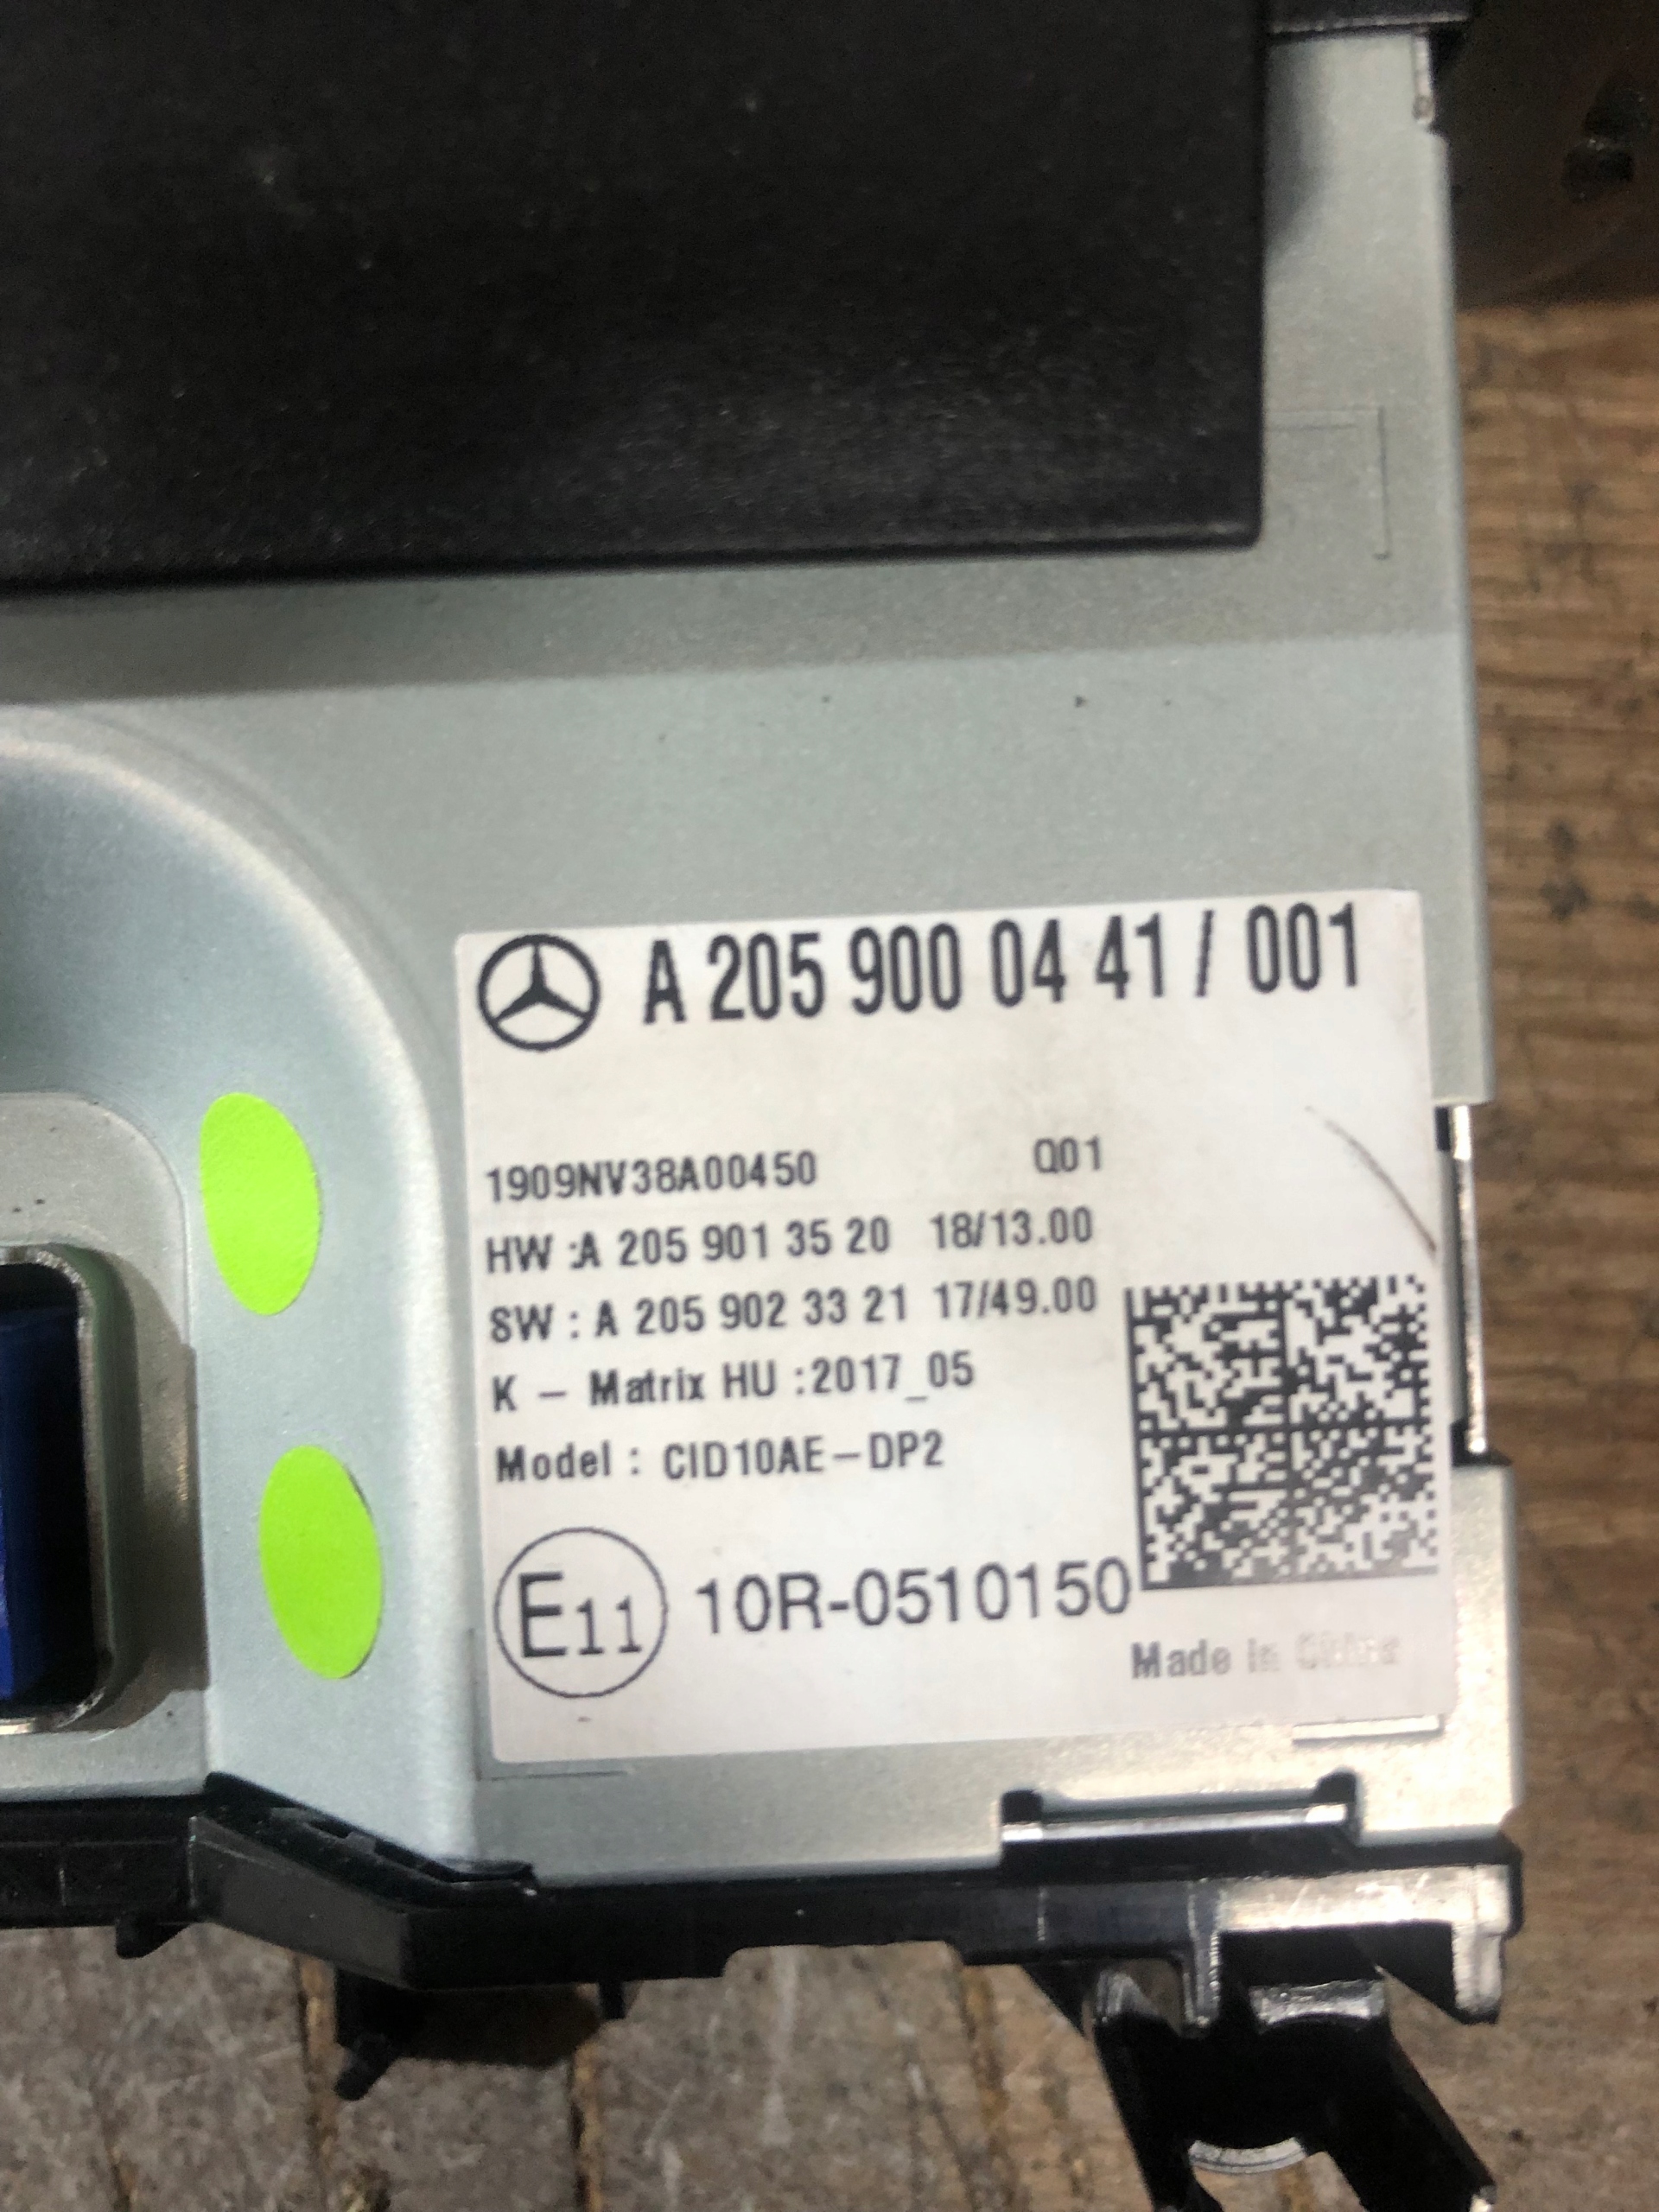 A 205 900 04 41 / 001
1909NV38A00450 Q01
HW :A 205 901 35 20 18/13.00
SW : A 205 902 33 21 17/49.00
K - Matrix HU :2017_05
Model : CID10AE-DP2
E11 10R-0510150
Made in China